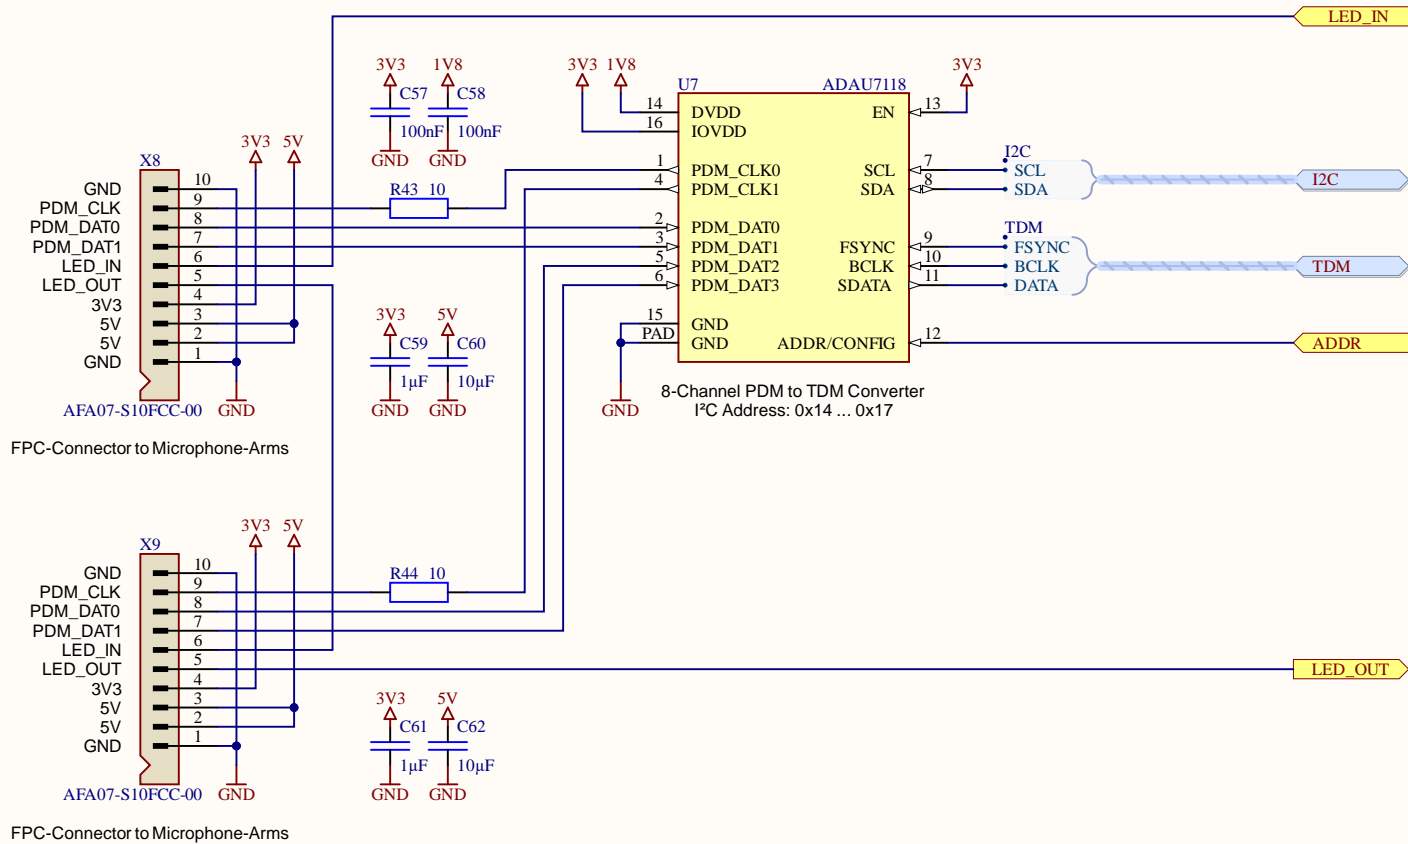 LED_IN
3V3 1V8 3V3 1V8 U7 ADAU7118 3V3
C57 C58
100nF 100nF
GND GND
14 DVDD EN 13
16 IOVDD
X8 3V3 5V
1 PDM_CLK0 SCL 7 I2C SCL I2C
4 PDM_CLK1 SDA 8 SDA
GND 10
PDM_CLK 9 R43 10
PDM_DAT0 8 2 PDM_DAT0 TDM
PDM_DAT1 7 3 PDM_DAT1 FSYNC 9 FSYNC
LED_IN 6 5 PDM_DAT2 BCLK 10 BCLK TDM
LED_OUT 5 6 PDM_DAT3 SDATA 11 DATA
3V3 4
5V 3 3V3 5V 15 GND
5V 2 C59 C60 PAD GND ADDR/CONFIG 12 ADDR
GND 1
1µF 10µF
AFA07-S10FCC-00 GND GND GND GND
8-Channel PDM to TDM Converter
I²C Address: 0x14 ... 0x17
FPC-Connector to Microphone-Arms
X9 3V3 5V
GND 10
PDM_CLK 9 R44 10
PDM_DAT0 8
PDM_DAT1 7
LED_IN 6
LED_OUT 5 LED_OUT
3V3 4
5V 3 3V3 5V
5V 2 C61 C62
GND 1
1µF 10µF
AFA07-S10FCC-00 GND GND GND
FPC-Connector to Microphone-Arms